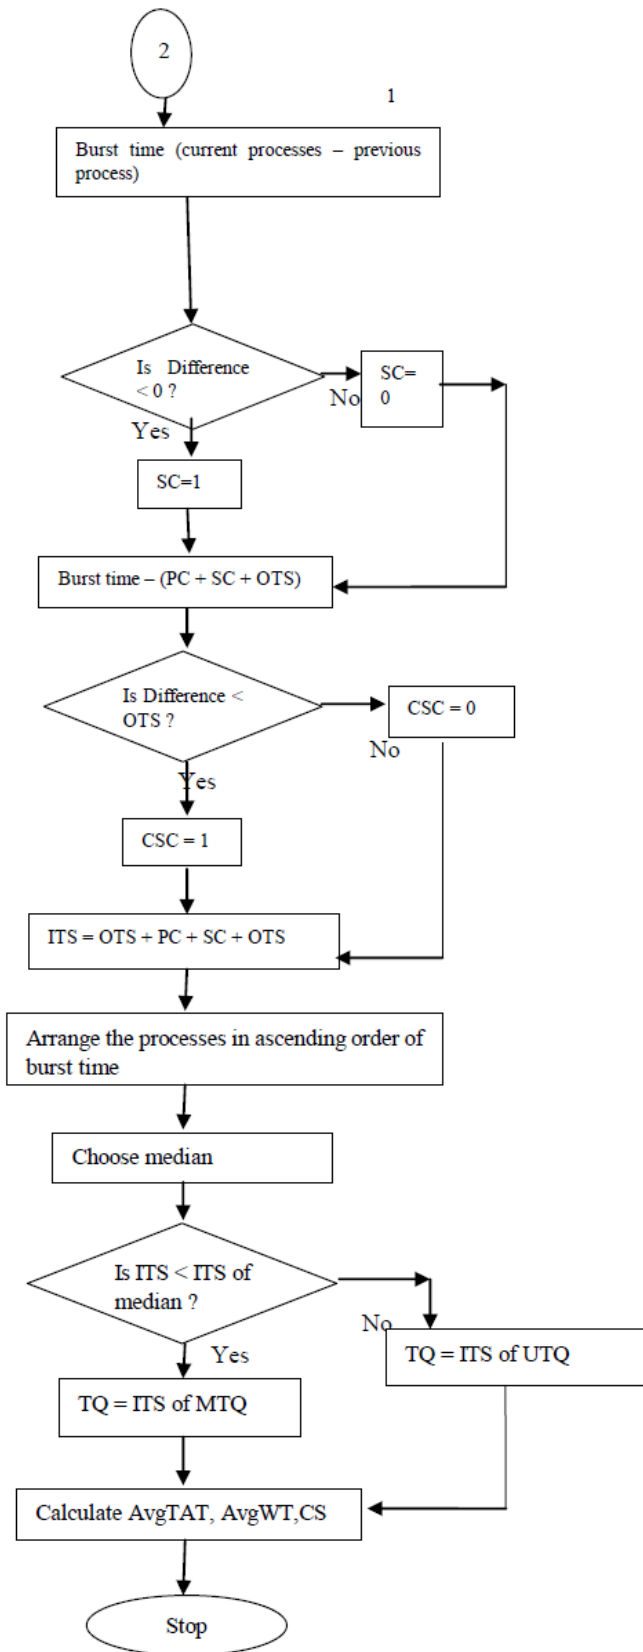 2
1
Burst time (current processes – previous
process)
Is Difference
< 0 ?
SC=
0
No
Yes
SC=1
Burst time – (PC + SC + OTS)
Is Difference <
OTS ?
CSC = 0
No
Yes
CSC = 1
ITS = OTS + PC + SC + OTS
Arrange the processes in ascending order of
burst time
Choose median
Is ITS < ITS of
median ?
No
TQ = ITS of UTQ
Yes
TQ = ITS of MTQ
Calculate AvgTAT, AvgWT,CS
Stop